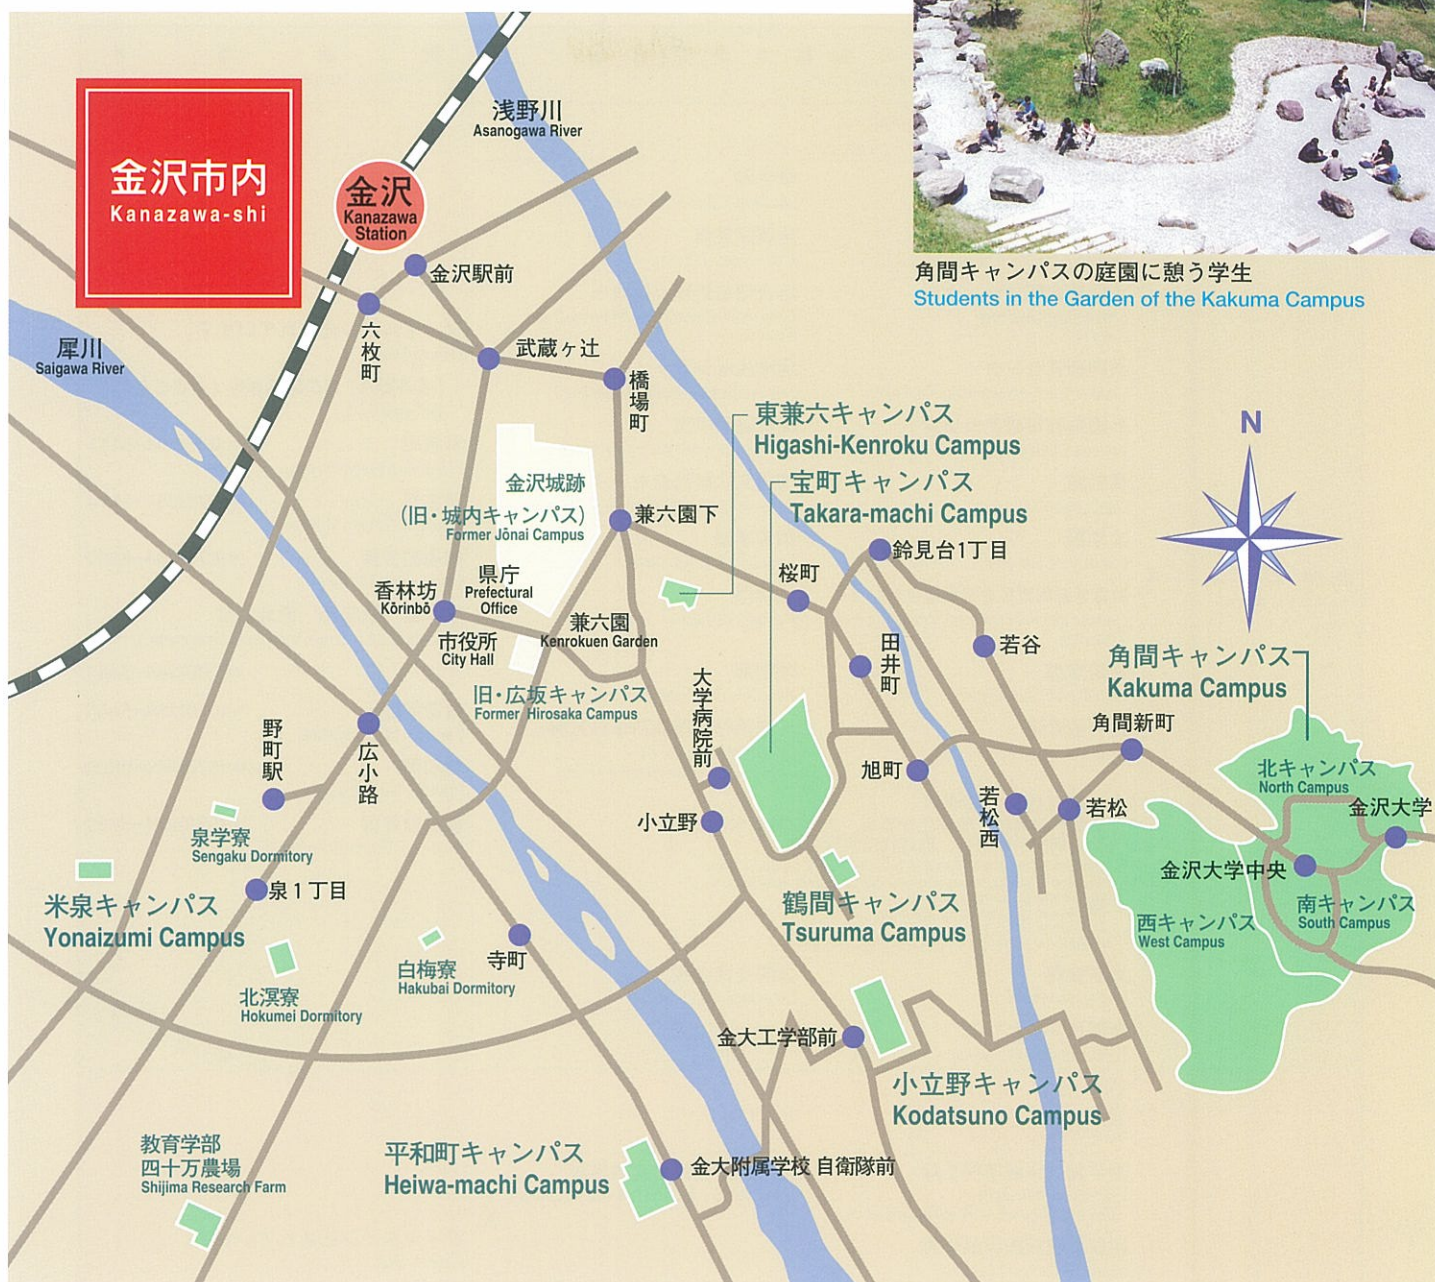 金沢市内
Kanazawa-shi
金沢
Kanazawa
Station
浅野川
Asanogawa River
角間キャンパスの庭園に憩う学生
Students in the Garden of the Kakuma Campus
金沢駅前
六枚町
武蔵ヶ辻
橋場町
犀川
Saigawa River
東兼六キャンパス
Higashi-Kenroku Campus
宝町キャンパス
Takara-machi Campus
N
金沢城跡
(旧・城内キャンパス)
Former Jōnai Campus
兼六園下
鈴見台1丁目
桜町
香林坊
Kōrinbō
県庁
Prefectural
Office
市役所
City Hall
兼六園
Kenrokuen Garden
田井町
若谷
角間キャンパス
Kakuma Campus
旧・広坂キャンパス
Former Hirosaka Campus
大学病院前
角間新町
野町駅
広小路
旭町
北キャンパス
North Campus
若松西
若松
金沢大学
小立野
泉学寮
Sengaku Dormitory
金沢大学中央
泉1丁目
米泉キャンパス
Yonaizumi Campus
鶴間キャンパス
Tsuruma Campus
西キャンパス
West Campus
南キャンパス
South Campus
寺町
白梅寮
Hakubai Dormitory
北溟寮
Hokumei Dormitory
金大工学部前
小立野キャンパス
Kodatsuno Campus
教育学部
四十万農場
Shijima Research Farm
平和町キャンパス
Heiwa-machi Campus
金大附属学校 自衛隊前